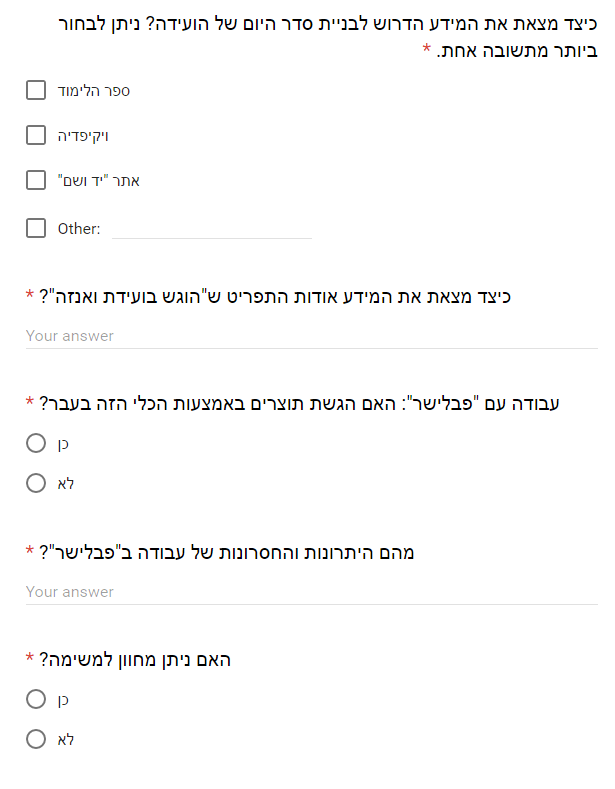 כיצד מצאת את המידע הדרוש לבניית סדר היום של הועידה? ניתן לבחור
ביותר מתשובה אחת. *
ספר הלימוד
ויקיפדיה
אתר "יד ושם"
Other:
כיצד מצאת את המידע אודות התפריט ש"הוגש בועידת ואנזה"? *
Your answer
עבודה עם "פבלישר": האם הגשת תוצרים באמצעות הכלי הזה בעבר? *
כן
לא
מהם היתרונות והחסרונות של עבודה ב"פבלישר"? *
Your answer
האם ניתן מחוון למשימה? *
כן
לא